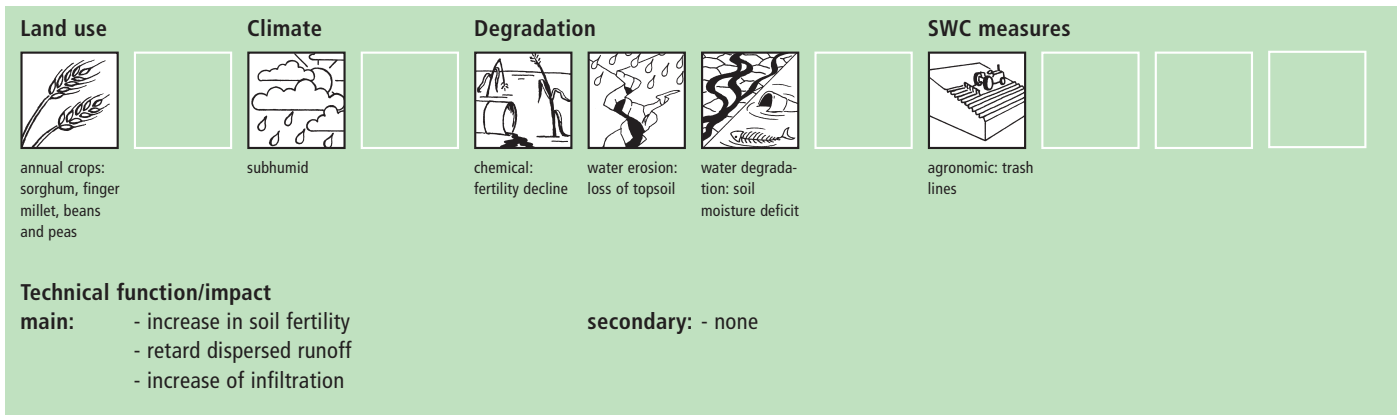 Land use
Climate
Degradation
SWC measures
annual crops:
sorghum, finger
millet, beans
and peas
subhumid
chemical:
fertility decline
water erosion:
loss of topsoil
water degrada-
tion: soil
moisture deficit
agronomic: trash
lines
Technical function/impact
main: - increase in soil fertility
- retard dispersed runoff
- increase of infiltration
secondary: - none